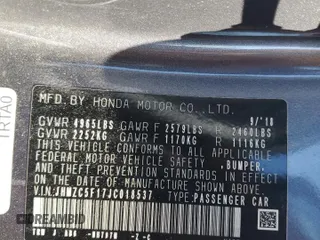 MFD. BY HONDA MOTOR CO., LTD.
9/'18
GVWR 4965LBS GAWR F 2579LBS R 2460LBS
GVWR 2252KG GAWR F 1170KG R 1116KG
THIS VEHICLE CONFORMS TO ALL APPLICABLE
FEDERAL MOTOR VEHICLE SAFETY, BUMPER,
AND THEFT PREVENTION STANDARDS IN EFFECT
ON THE DATE OF MANUFACTURE SHOWN ABOVE.
V.I.N: TYPE: PASSENGER CAR